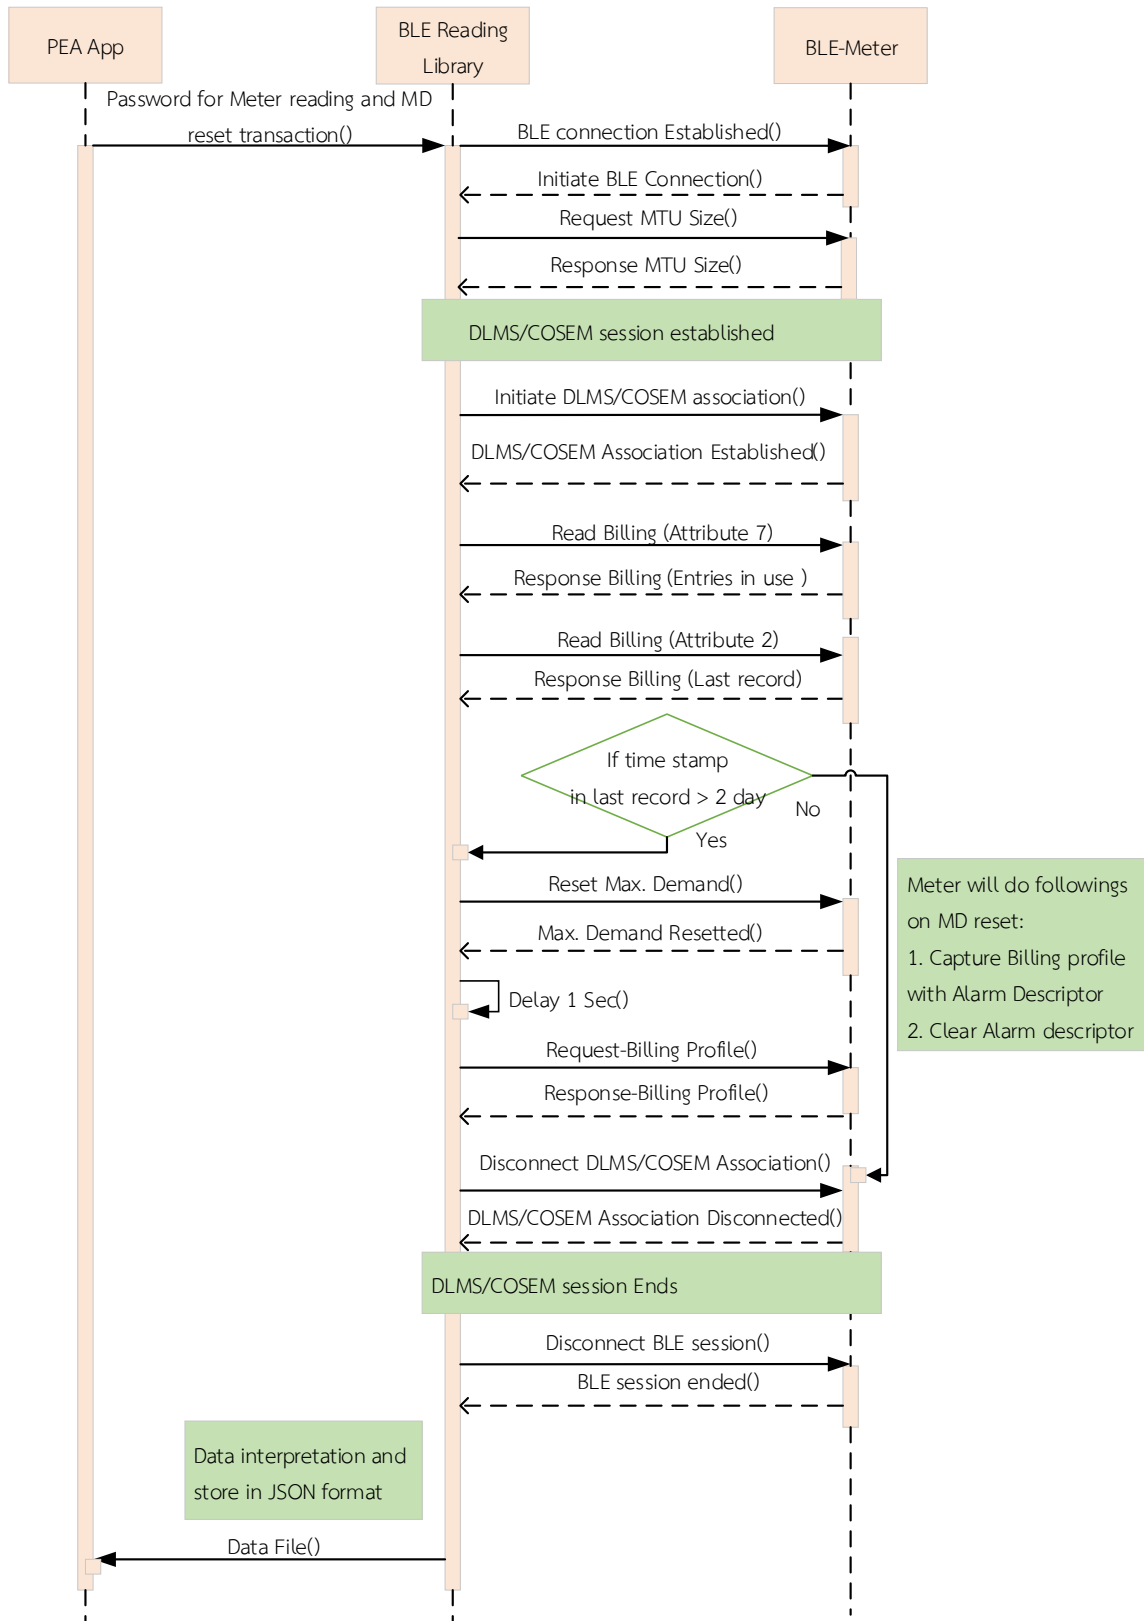 PEA App
BLE Reading
Library
BLE-Meter
Password for Meter reading and MD
reset transaction()
BLE connection Established()
Initiate BLE Connection()
Request MTU Size()
Response MTU Size()
DLMS/COSEM session established
Initiate DLMS/COSEM association()
DLMS/COSEM Association Established()
Read Billing (Attribute 7)
Response Billing (Entries in use )
Read Billing (Attribute 2)
Response Billing (Last record)
If time stamp
in last record > 2 day
No
Yes
Reset Max. Demand()
Max. Demand Resetted()
Delay 1 Sec()
Meter will do followings
on MD reset:
1. Capture Billing profile
with Alarm Descriptor
2. Clear Alarm descriptor
Request-Billing Profile()
Response-Billing Profile()
Disconnect DLMS/COSEM Association()
DLMS/COSEM Association Disconnected()
DLMS/COSEM session Ends
Disconnect BLE session()
BLE session ended()
Data interpretation and
store in JSON format
Data File()